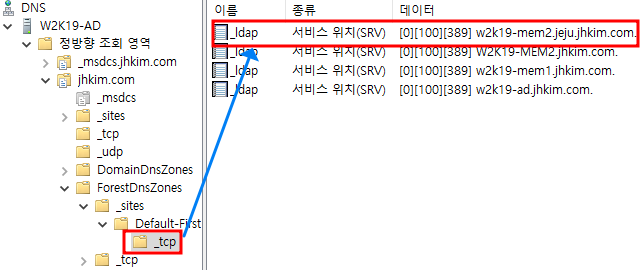 DNS
W2K19-AD
정방향 조회 영역
_msdcs.jhkim.com
jhkim.com
_msdcs
_sites
_tcp
_udp
DomainDnsZones
ForestDnsZones
_sites
Default-First
_tcp
_tcp
이름 종류 데이터
_ldap 서비스 위치(SRV) [0][100][389] w2k19-mem2.jeju.jhkim.com.
_ldap 서비스 위치(SRV) [0][100][389] W2K19-MEM2.jhkim.com.
_ldap 서비스 위치(SRV) [0][100][389] w2k19-mem1.jhkim.com.
_ldap 서비스 위치(SRV) [0][100][389] w2k19-ad.jhkim.com.